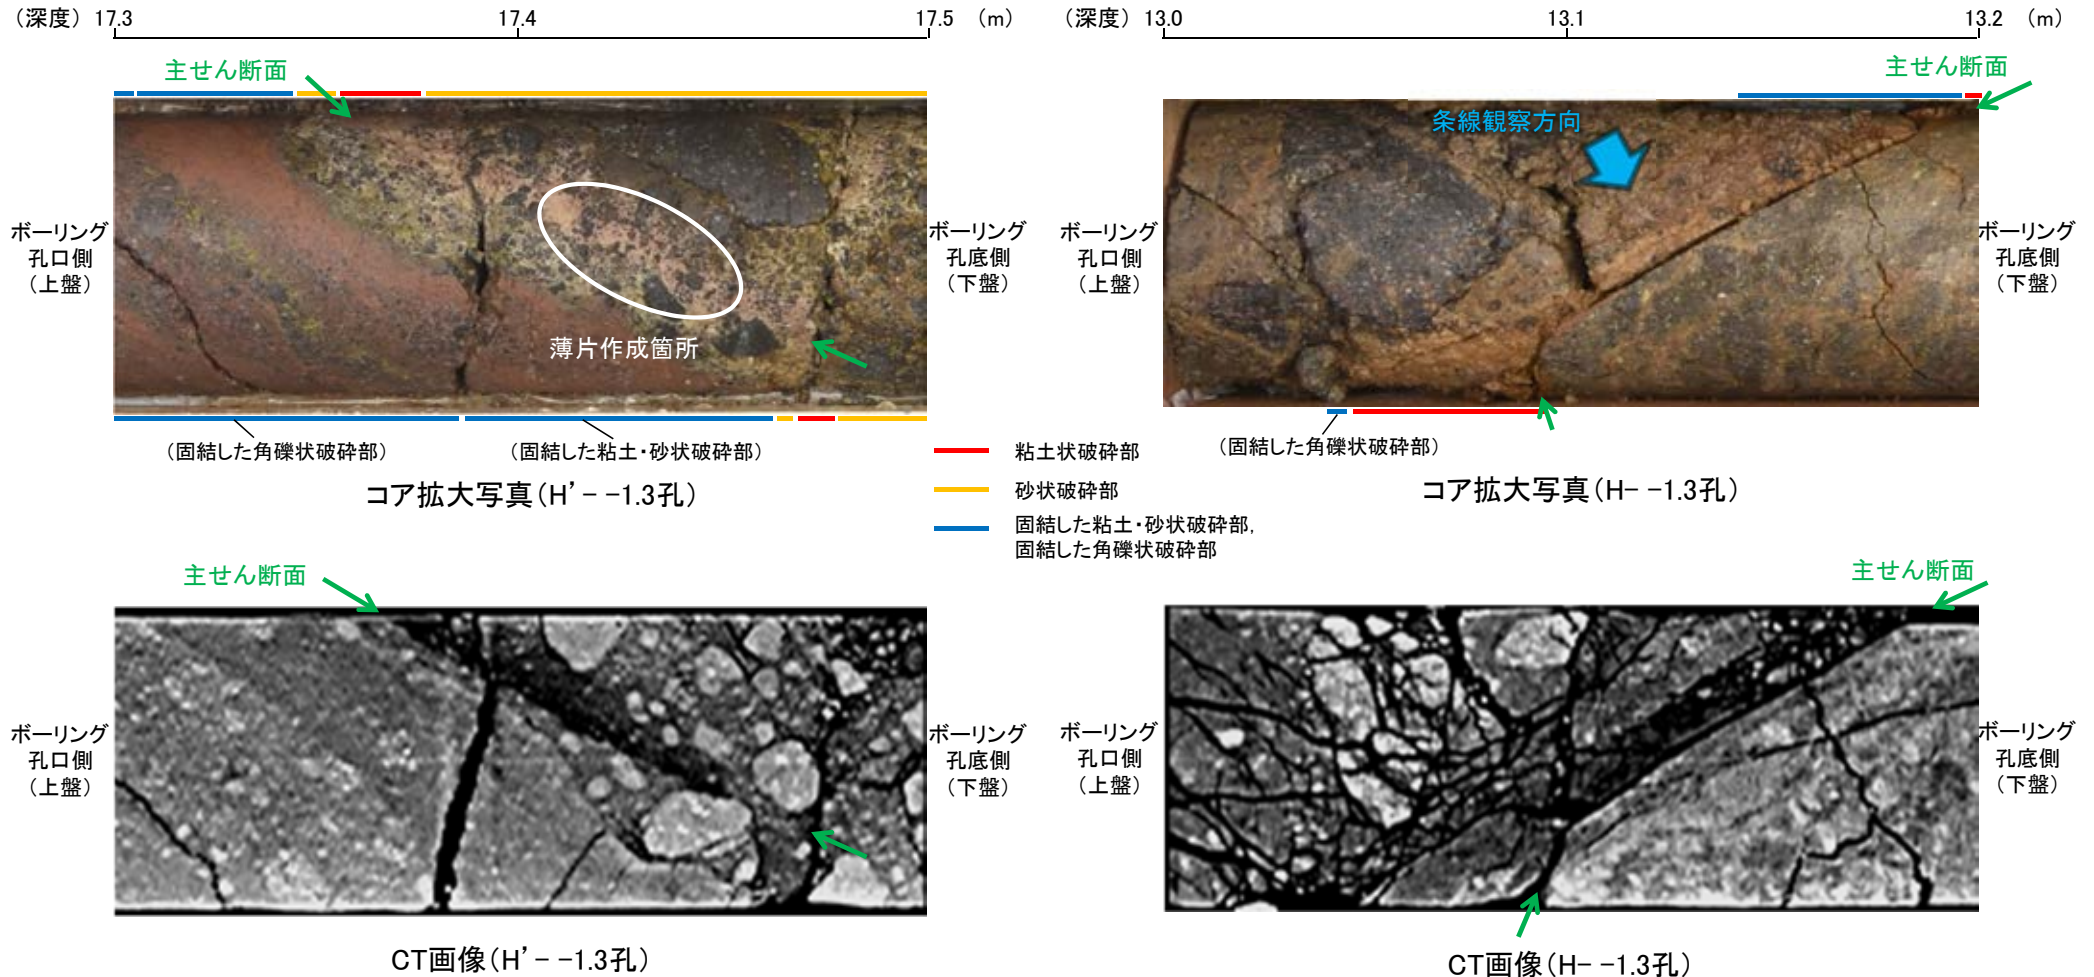 （深度） 17.3 17.4 17.5 （m）
（深度） 13.0 13.1 13.2 （m）
主せん断面
主せん断面
条線観察方向
ボーリング
孔口側
（上盤）
ボーリング
孔底側
（下盤）
ボーリング
孔口側
（上盤）
ボーリング
孔底側
（下盤）
薄片作成箇所
（固結した角礫状破砕部）
（固結した粘土・砂状破砕部）
（固結した角礫状破砕部）
コア拡大写真（H’- -1.3孔）
コア拡大写真（H- -1.3孔）
粘土状破砕部
砂状破砕部
固結した粘土・砂状破砕部,
固結した角礫状破砕部
主せん断面
主せん断面
ボーリング
孔口側
（上盤）
ボーリング
孔底側
（下盤）
ボーリング
孔口側
（上盤）
ボーリング
孔底側
（下盤）
CT画像（H’- -1.3孔）
CT画像（H- -1.3孔）